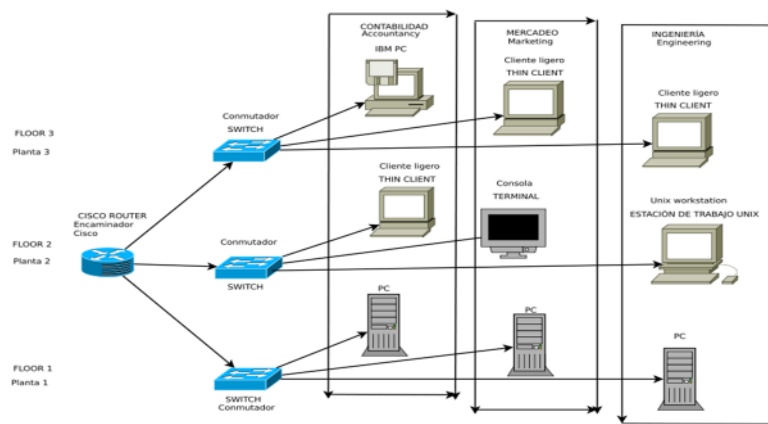 CONTABILIDAD
Accountancy
IBM PC
MERCADEO
Marketing
Cliente ligero
THIN CLIENT
INGENIERÍA
Engineering
Cliente ligero
THIN CLIENT
Conmutador
SWITCH
FLOOR 3
Planta 3
Cliente ligero
THIN CLIENT
Consola
TERMINAL
Unix workstation
ESTACIÓN DE TRABAJO UNIX
CISCO ROUTER
Encaminador
Cisco
FLOOR 2
Planta 2
Conmutador
SWITCH
PC
PC
PC
FLOOR 1
Planta 1
SWITCH
Conmutador